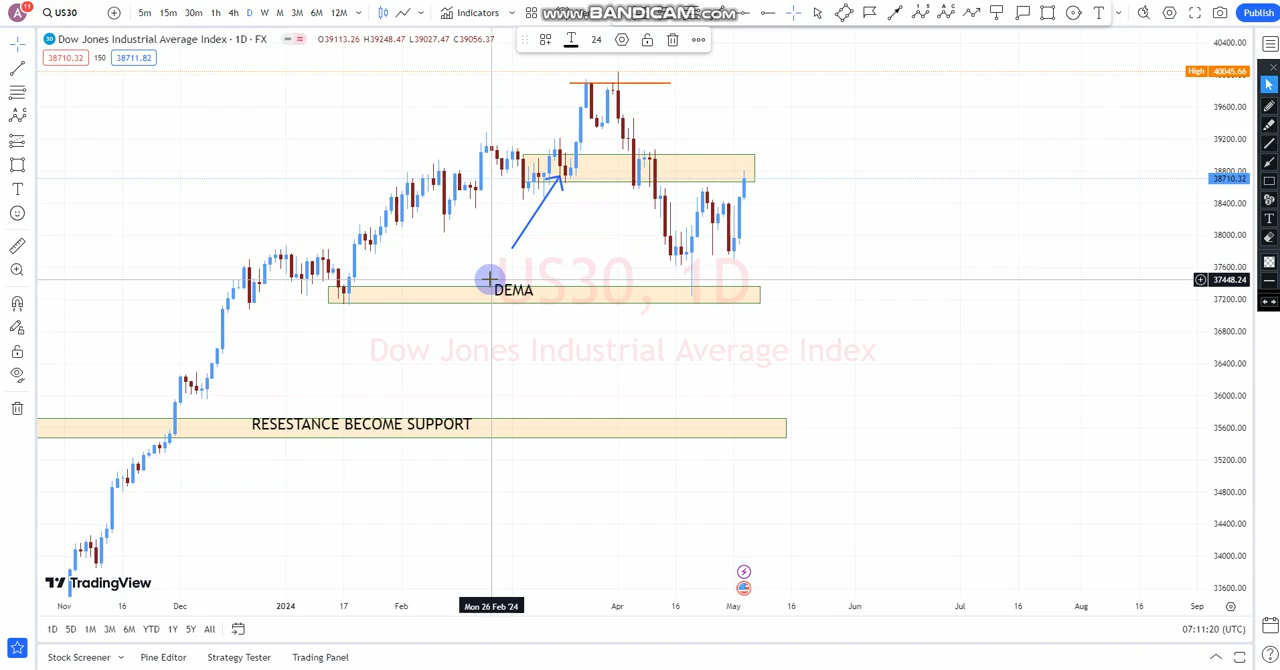 11
US30
5m 15m 30m 1h 4h D W M 3M 6M 12M
Indicators
www.BANDICAM.com
Publish
Dow Jones Industrial Average Index · 1D · FX
O39113.26 H39248.47 L39027.47 C39056.37
38710.32 150 38711.82
24
40400.00
High 40045.66
39600.00
39200.00
38800.00
38710.32
38400.00
38000.00
37600.00
37448.24
37200.00
36800.00
36400.00
36000.00
35600.00
35200.00
34800.00
34400.00
34000.00
33600.00
US30, 1D
Dow Jones Industrial Average Index
DEMA
RESESTANCE BECOME SUPPORT
TradingView
Nov 16 Dec 2024 17 Feb Mon 26 Feb '24 Apr 16 May 16 Jun Jul 16 Aug 16 Sep
1D 5D 1M 3M 6M YTD 1Y 5Y All
07:11:20 (UTC)
Stock Screener Pine Editor Strategy Tester Trading Panel